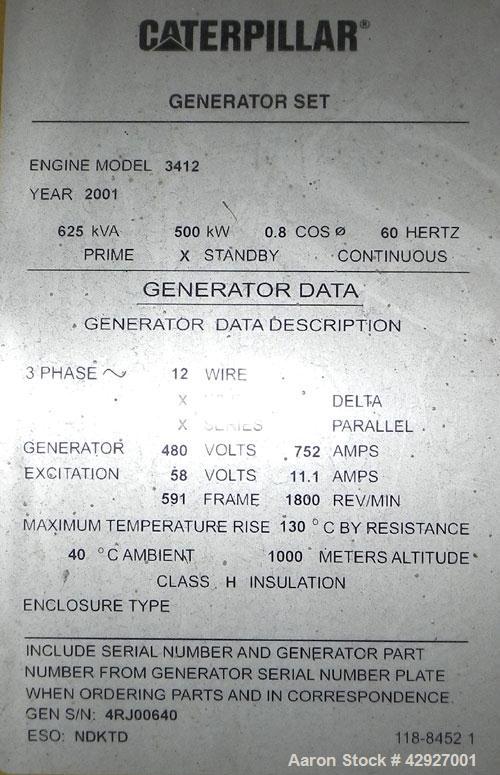 CATERPILLAR®
GENERATOR SET
ENGINE MODEL 3412
YEAR 2001
625 kVA 500 kW 0.8 COS Ø 60 HERTZ
PRIME X STANDBY CONTINUOUS
GENERATOR DATA
GENERATOR DATA DESCRIPTION
3 PHASE ~ 12 WIRE
X DELTA
X SERIES PARALLEL
GENERATOR 480 VOLTS 752 AMPS
EXCITATION 58 VOLTS 11.1 AMPS
591 FRAME 1800 REV/MIN
MAXIMUM TEMPERATURE RISE 130 °C BY RESISTANCE
40 °C AMBIENT 1000 METERS ALTITUDE
CLASS H INSULATION
ENCLOSURE TYPE
INCLUDE SERIAL NUMBER AND GENERATOR PART
NUMBER FROM GENERATOR SERIAL NUMBER PLATE
WHEN ORDERING PARTS AND IN CORRESPONDENCE.
GEN S/N: 4RJ00640
ESO: NDKTD 118-8452 1
Aaron Stock # 42927001